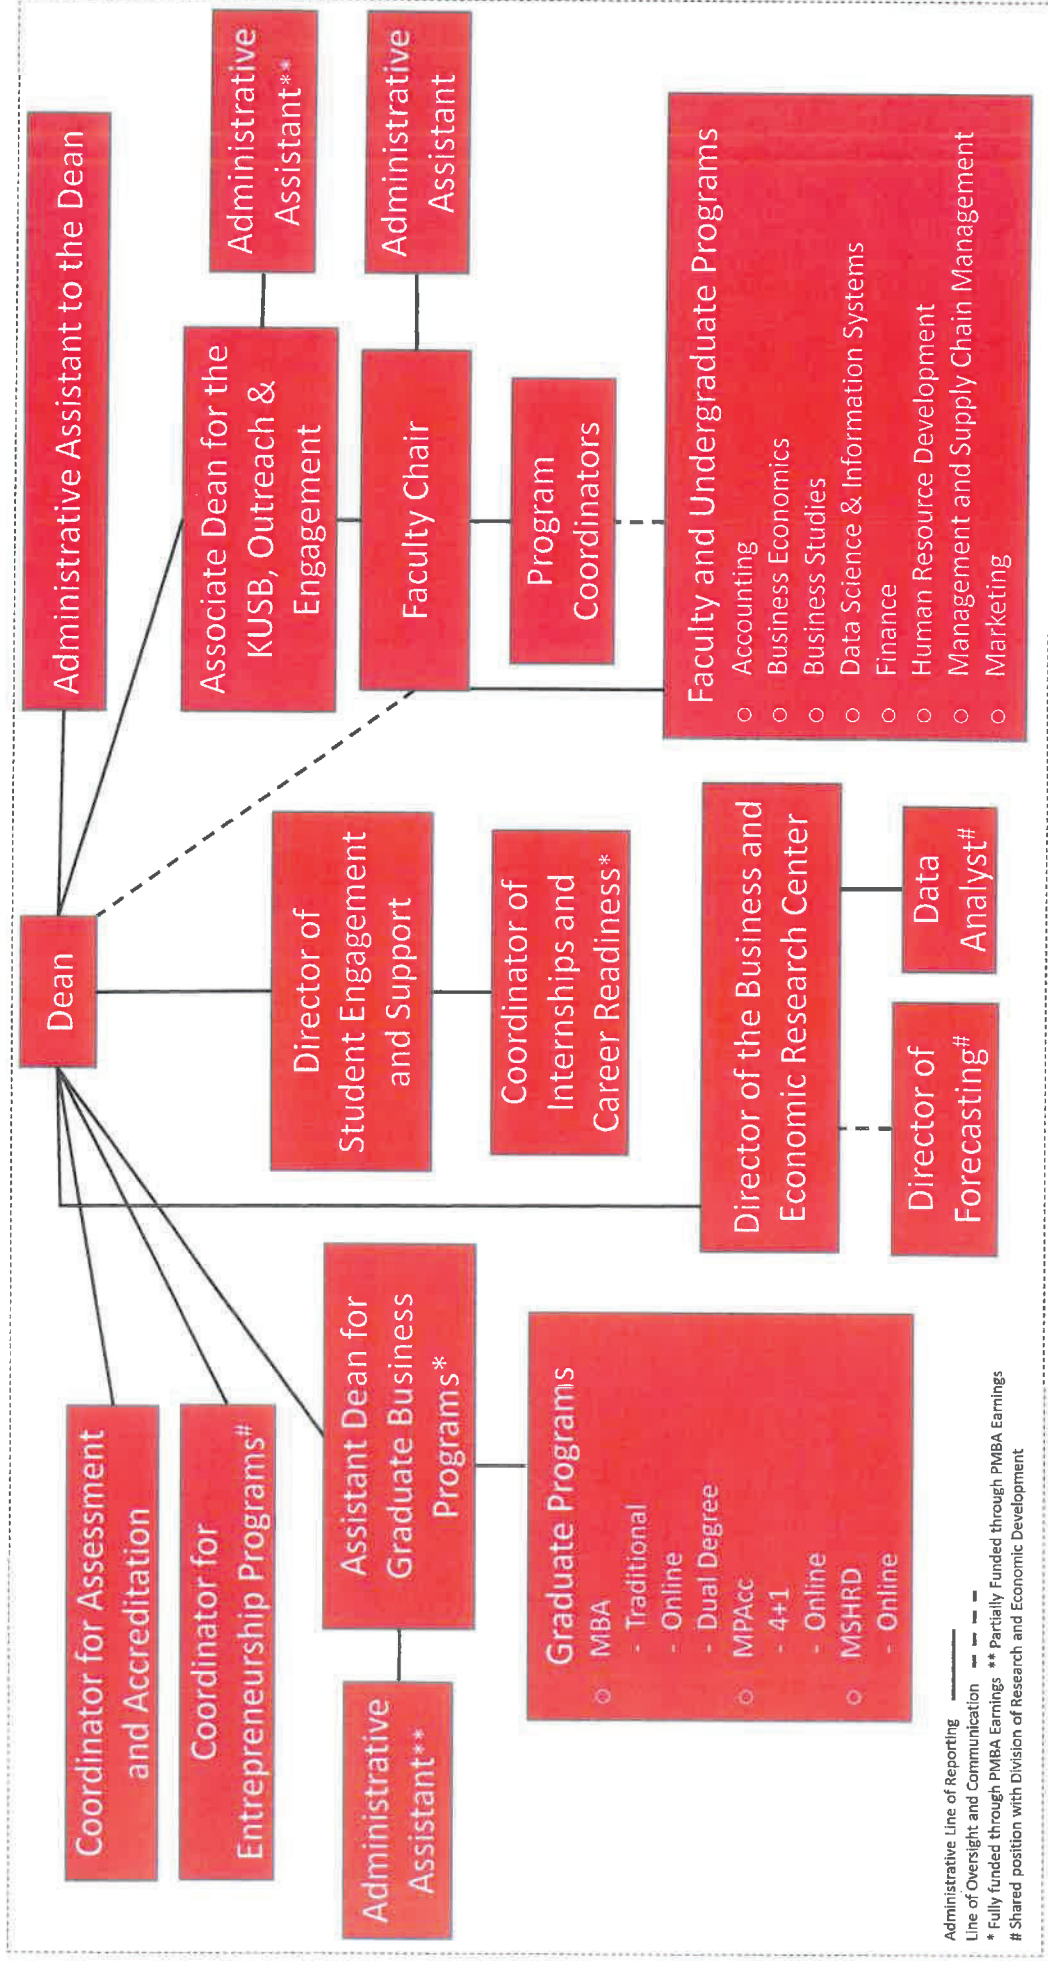 Dean
Administrative Assistant to the Dean
Coordinator for Assessment
and Accreditation
Coordinator for
Entrepreneurship Programs#
Assistant Dean for
Graduate Business
Programs*
Administrative
Assistant**
Graduate Programs
○ MBA
- Traditional
- Online
- Dual Degree
○ MPAcc
- 4+1
- Online
○ MSHRD
- Online
Director of
Student Engagement
and Support
Coordinator of
Internships and
Career Readiness*
Director of the Business and
Economic Research Center
Director of
Forecasting#
Data
Analyst#
Associate Dean for the
KUSB, Outreach &
Engagement
Administrative
Assistant**
Faculty Chair
Administrative
Assistant
Program
Coordinators
Faculty and Undergraduate Programs
○ Accounting
○ Business Economics
○ Business Studies
○ Data Science & Information Systems
○ Finance
○ Human Resource Development
○ Management and Supply Chain Management
○ Marketing
Administrative Line of Reporting
Line of Oversight and Communication
* Fully funded through PMBA Earnings ** Partially Funded through PMBA Earnings
# Shared position with Division of Research and Economic Development